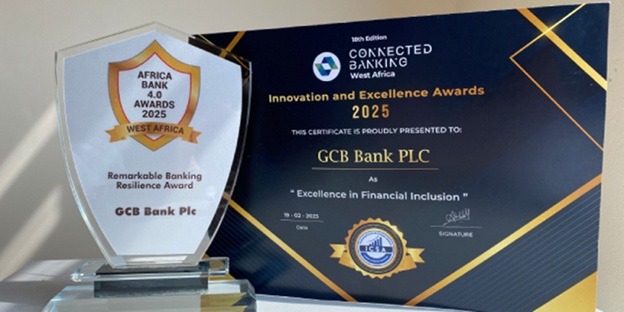 AFRICA
BANK
4.0
AWARDS
2025
WEST AFRICA
Remarkable Banking
Resilience Award
GCB Bank Plc
18th Edition
CONNECTED
BANKING
West Africa
Innovation and Excellence Awards
2025
THIS CERTIFICATE IS PROUDLY PRESENTED TO:
GCB Bank PLC
As
“ Excellence in Financial Inclusion ”
19 - 02 - 2025
Date
SIGNATURE
ICSA